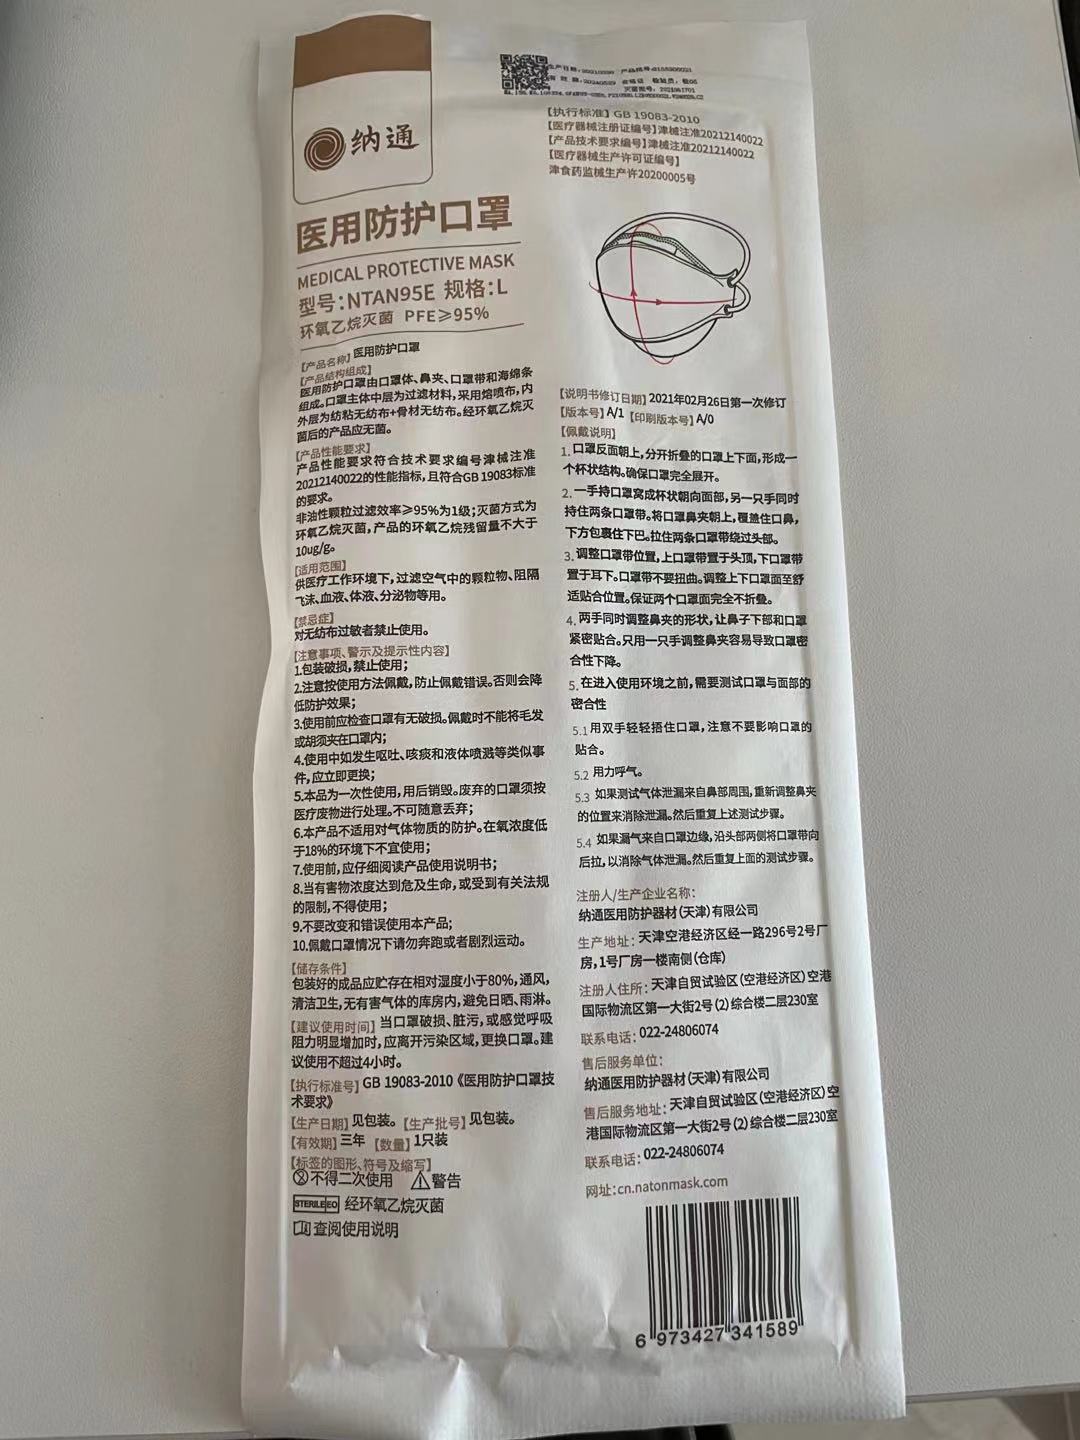 纳通
医用防护口罩
MEDICAL PROTECTIVE MASK
型号:NTAN95E 规格:L
环氧乙烷灭菌 PFE≥95%
【产品名称】医用防护口罩
【产品结构组成】
医用防护口罩由口罩体、鼻夹、口罩带和海绵条
组成。口罩主体中层为过滤材料,采用熔喷布,内
外层为纺粘无纺布+骨材无纺布。经环氧乙烷灭
菌后的产品应无菌。
【产品性能要求】
产品性能要求符合技术要求编号津械注准
20212140022的性能指标,且符合GB 19083标准
的要求。
非油性颗粒过滤效率≥95%为1级;灭菌方式为
环氧乙烷灭菌,产品的环氧乙烷残留量不大于
10ug/g。
【适用范围】
供医疗工作环境下,过滤空气中的颗粒物、阻隔
飞沫、血液、体液、分泌物等用。
【禁忌症】
对无纺布过敏者禁止使用。
【注意事项、警示及提示性内容】
1.包装破损,禁止使用;
2.注意按使用方法佩戴,防止佩戴错误。否则会降
低防护效果;
3.使用前应检查口罩有无破损。佩戴时不能将毛发
或胡须夹在口罩内;
4.使用中如发生呕吐、咳痰和液体喷溅等类似事
件,应立即更换;
5.本品为一次性使用,用后销毁。废弃的口罩须按
医疗废物进行处理。不可随意丢弃;
6.本产品不适用对气体物质的防护。在氧浓度低
于18%的环境下不宜使用;
7.使用前,应仔细阅读产品使用说明书;
8.当有害物浓度达到危及生命,或受到有关法规
的限制,不得使用;
9.不要改变和错误使用本产品;
10.佩戴口罩情况下请勿奔跑或者剧烈运动。
【储存条件】
包装好的成品应贮存在相对湿度小于80%,通风,
清洁卫生,无有害气体的库房内,避免日晒、雨淋。
【建议使用时间】当口罩破损、脏污,或感觉呼吸
阻力明显增加时,应离开污染区域,更换口罩。建
议使用不超过4小时。
【执行标准号】GB 19083-2010《医用防护口罩技
术要求》
【生产日期】见包装。【生产批号】见包装。
【有效期】三年 【数量】1只装
【标签的图形、符号及缩写】
不得二次使用 警告
STERILE EO 经环氧乙烷灭菌
查阅使用说明
【执行标准】GB 19083-2010
【医疗器械注册证编号】津械注准20212140022
【产品技术要求编号】津械注准20212140022
【医疗器械生产许可证编号】
津食药监械生产许20200005号
【说明书修订日期】2021年02月26日第一次修订
【版本号】A/1 【印刷版本号】A/0
【佩戴说明】
1.口罩反面朝上,分开折叠的口罩上下面,形成一
个杯状结构。确保口罩完全展开。
2.一手持口罩窝成杯状朝向面部,另一只手同时
持住两条口罩带。将口罩鼻夹朝上,覆盖住口鼻,
下方包裹住下巴。拉住两条口罩带绕过头部。
3.调整口罩带位置,上口罩带置于头顶,下口罩带
置于耳下。口罩带不要扭曲。调整上下口罩面至舒
适贴合位置。保证两个口罩面完全不折叠。
4.两手同时调整鼻夹的形状,让鼻子下部和口罩
紧密贴合。只用一只手调整鼻夹容易导致口罩密
合性下降。
5.在进入使用环境之前,需要测试口罩与面部的
密合性
5.1用双手轻轻捂住口罩,注意不要影响口罩的
贴合。
5.2 用力呼气。
5.3 如果测试气体泄漏来自鼻部周围,重新调整鼻夹
的位置来消除泄漏。然后重复上述测试步骤。
5.4 如果漏气来自口罩边缘,沿头部两侧将口罩带向
后拉,以消除气体泄漏。然后重复上面的测试步骤。
注册人/生产企业名称:
纳通医用防护器材(天津)有限公司
生产地址:天津空港经济区经一路296号2号厂
房,1号厂房一楼南侧(仓库)
注册人住所:天津自贸试验区(空港经济区)空港
国际物流区第一大街2号(2)综合楼二层230室
联系电话:022-24806074
售后服务单位:
纳通医用防护器材(天津)有限公司
售后服务地址:天津自贸试验区(空港经济区)空
港国际物流区第一大街2号(2)综合楼二层230室
联系电话:022-24806074
网址:cn.natonmask.com
6 973427 341589